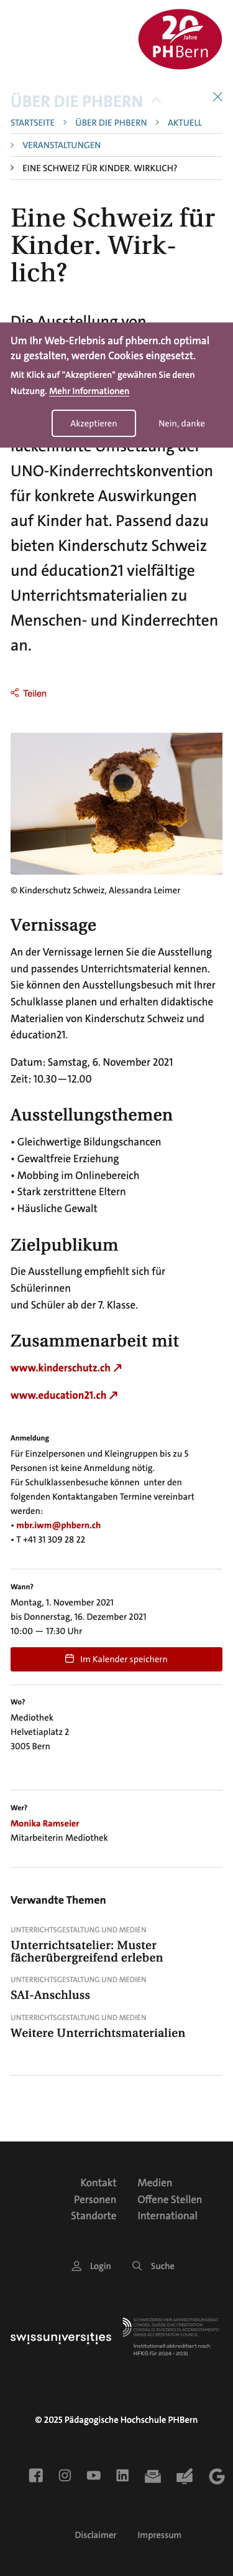 20
Jahre
PHBern
ÜBER DIE PHBERN
STARTSEITE > ÜBER DIE PHBERN > AKTUELL
> VERANSTALTUNGEN
> EINE SCHWEIZ FÜR KINDER. WIRKLICH?
Eine Schweiz für
Kinder. Wirk-
lich?
Die Ausstellung von
Um Ihr Web-Erlebnis auf phbern.ch optimal
zu gestalten, werden Cookies eingesetzt.
Mit Klick auf "Akzeptieren" gewähren Sie deren
Nutzung. Mehr Informationen
Akzeptieren
Nein, danke
lückenhafte Umsetzung der
UNO-Kinderrechtskonvention
für konkrete Auswirkungen
auf Kinder hat. Passend dazu
bieten Kinderschutz Schweiz
und éducation21 vielfältige
Unterrichtsmaterialien zu
Menschen- und Kinderrechten
an.
Teilen
© Kinderschutz Schweiz, Alessandra Leimer
Vernissage
An der Vernissage lernen Sie die Ausstellung
und passendes Unterrichtsmaterial kennen.
Sie können den Ausstellungsbesuch mit Ihrer
Schulklasse planen und erhalten didaktische
Materialien von Kinderschutz Schweiz und
éducation21.
Datum: Samstag, 6. November 2021
Zeit: 10.30—12.00
Ausstellungsthemen
• Gleichwertige Bildungschancen
• Gewaltfreie Erziehung
• Mobbing im Onlinebereich
• Stark zerstrittene Eltern
• Häusliche Gewalt
Zielpublikum
Die Ausstellung empfiehlt sich für
Schülerinnen
und Schüler ab der 7. Klasse.
Zusammenarbeit mit
www.kinderschutz.ch ↗
www.education21.ch ↗
Anmeldung
Für Einzelpersonen und Kleingruppen bis zu 5
Personen ist keine Anmeldung nötig.
Für Schulklassenbesuche können unter den
folgenden Kontaktangaben Termine vereinbart
werden:
• mbr.iwm@phbern.ch
• T +41 31 309 28 22
Wann?
Montag, 1. November 2021
bis Donnerstag, 16. Dezember 2021
10:00 — 17:30 Uhr
Im Kalender speichern
Wo?
Mediothek
Helvetiaplatz 2
3005 Bern
Wer?
Monika Ramseier
Mitarbeiterin Mediothek
Verwandte Themen
UNTERRICHTSGESTALTUNG UND MEDIEN
Unterrichtsatelier: Muster
fächerübergreifend erleben
UNTERRICHTSGESTALTUNG UND MEDIEN
SAI-Anschluss
UNTERRICHTSGESTALTUNG UND MEDIEN
Weitere Unterrichtsmaterialien
Kontakt
Medien
Personen
Offene Stellen
Standorte
International
Login
Suche
swissuniversities
SCHWEIZERISCHER AKKREDITIERUNGSRAT
CONSEIL SUISSE D'ACCRÉDITATION
CONSIGLIO SVIZZERO DI ACCREDITAMENTO
SWISS ACCREDITATION COUNCIL
Institutionell akkreditiert nach
HFKG für 2024 - 2031
© 2025 Pädagogische Hochschule PHBern
Disclaimer
Impressum